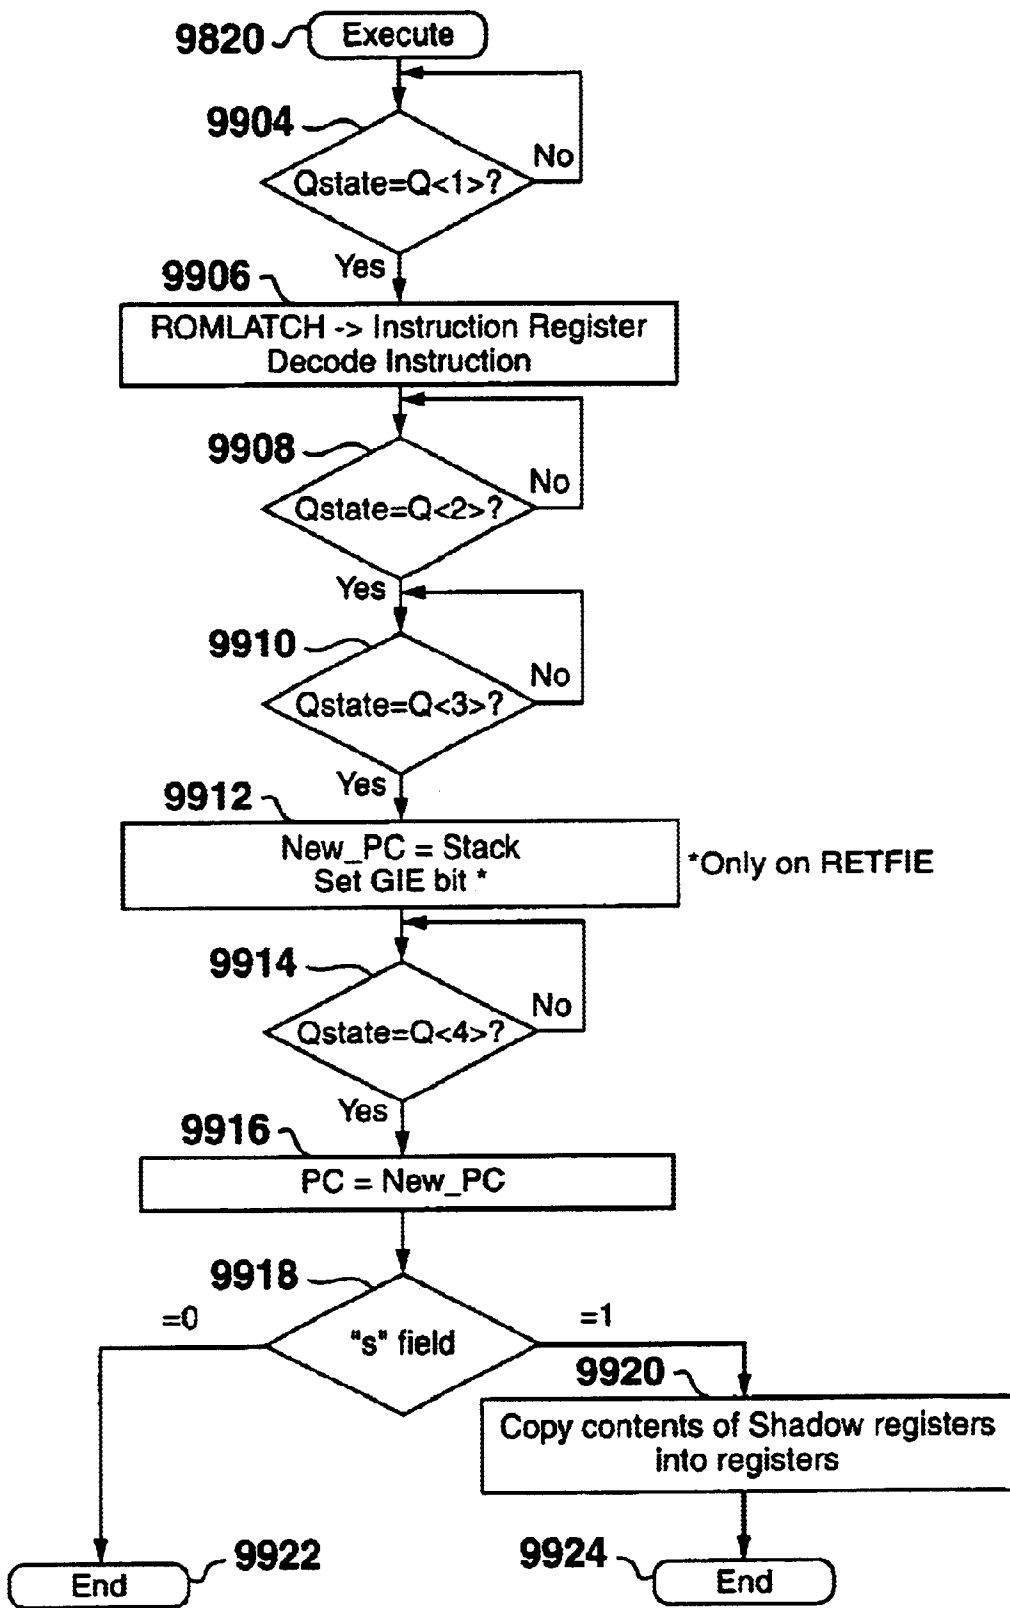 9820
Execute
9904
No
Qstate=Q<1>?
Yes
9906
ROMLATCH -> Instruction Register
Decode Instruction
9908
No
Qstate=Q<2>?
Yes
9910
No
Qstate=Q<3>?
Yes
9912
New_PC = Stack
Set GIE bit *
*Only on RETFIE
9914
No
Qstate=Q<4>?
Yes
9916
PC = New_PC
9918
=0
"s" field
=1
9920
Copy contents of Shadow registers
into registers
9922
End
9924
End